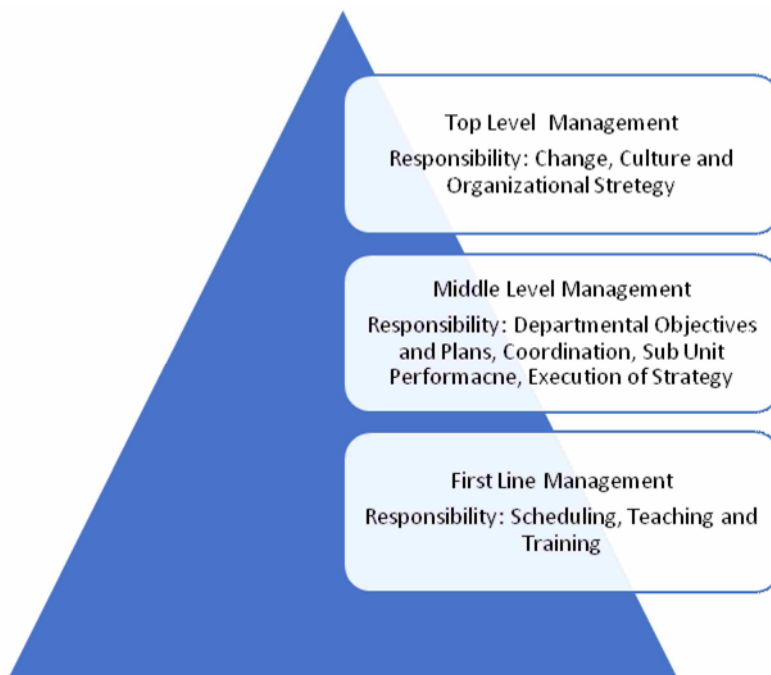 Top Level Management
Responsibility: Change, Culture and
Organizational Stretegy
Middle Level Management
Responsibility: Departmental Objectives
and Plans, Coordination, Sub Unit
Performacne, Execution of Strategy
First Line Management
Responsibility: Scheduling, Teaching and
Training